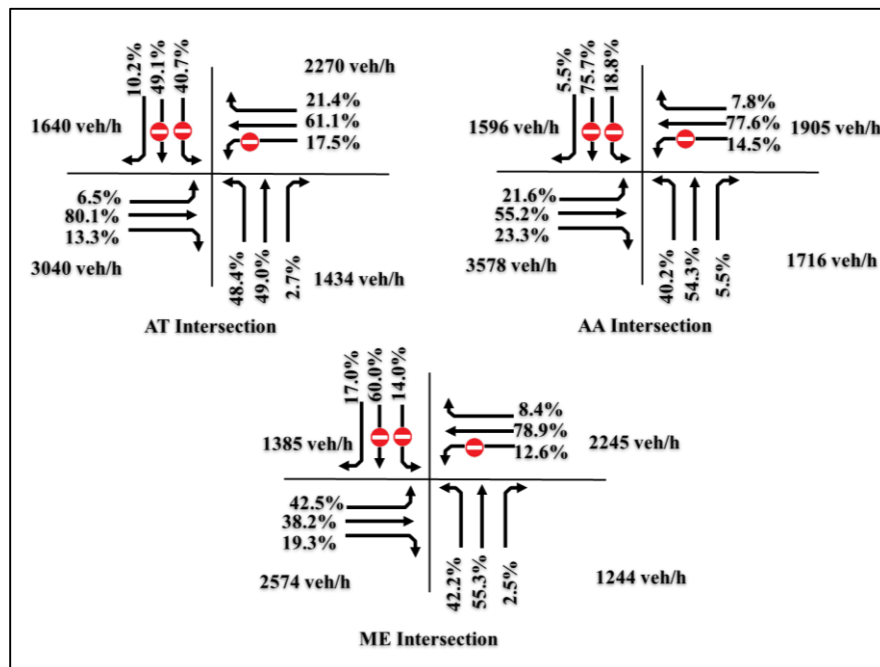 10.2%
49.1%
40.7%
2270 veh/h
21.4%
61.1%
17.5%
1640 veh/h
6.5%
80.1%
13.3%
3040 veh/h
48.4%
49.0%
2.7%
1434 veh/h
AT Intersection
5.5%
75.7%
18.8%
1596 veh/h
7.8%
77.6%
14.5%
1905 veh/h
21.6%
55.2%
23.3%
3578 veh/h
40.2%
54.3%
5.5%
1716 veh/h
AA Intersection
17.0%
60.0%
14.0%
1385 veh/h
8.4%
78.9%
12.6%
2245 veh/h
42.5%
38.2%
19.3%
2574 veh/h
42.2%
55.3%
2.5%
1244 veh/h
ME Intersection